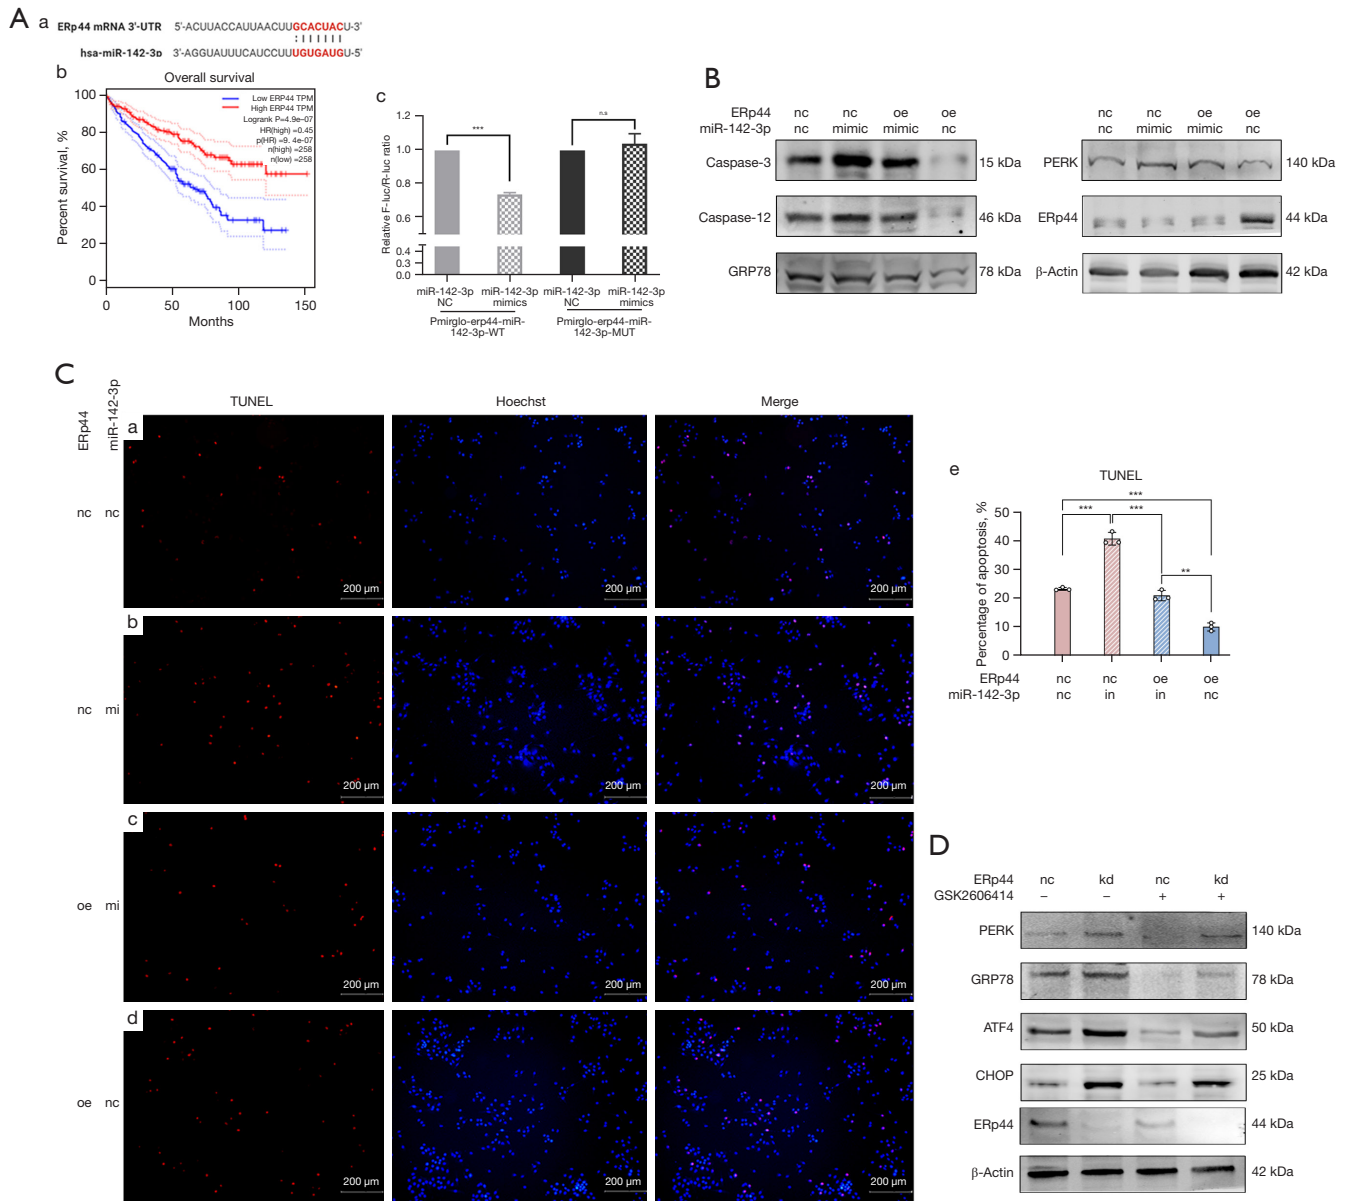 A
a
ERp44 mRNA 3'-UTR 5'-ACUUACCAUUAACUUGCACUACU-3'
hsa-miR-142-3p 3'-AGGUAUUUCAUCCUUUGUGAUGU-5'
b
Overall survival
Low ERP44 TPM
High ERP44 TPM
Logrank P=4.9e-07
HR(high) =0.45
p(HR) =9. 4e-07
n(high) =258
n(low) =258
Percent survival, %
100
80
60
40
20
0
0 50 100 150
Months
c
Relative F-luc/R-luc ratio
1.2
1.0
0.8
0.6
0.4
0.3
0.0
***
n.s
miR-142-3p miR-142-3p miR-142-3p miR-142-3p
NC mimics NC mimics
Pmirglo-erp44-miR- Pmirglo-erp44-miR-
142-3p-WT 142-3p-MUT
B
ERp44 nc nc oe oe
miR-142-3p nc mimic mimic nc
Caspase-3 15 kDa
Caspase-12 46 kDa
GRP78 78 kDa
nc nc oe oe
nc mimic mimic nc
PERK 140 kDa
ERp44 44 kDa
β-Actin 42 kDa
C
ERp44
miR-142-3p
TUNEL Hoechst Merge
a
nc nc
200 µm 200 µm 200 µm
b
nc mi
200 µm 200 µm 200 µm
c
oe mi
200 µm 200 µm 200 µm
d
oe nc
200 µm 200 µm 200 µm
e
TUNEL
Percentage of apoptosis, %
50
40
30
20
10
0
***
*** ***
**
ERp44 nc nc oe oe
miR-142-3p nc in in nc
D
ERp44 nc kd nc kd
GSK2606414 – – + +
PERK 140 kDa
GRP78 78 kDa
ATF4 50 kDa
CHOP 25 kDa
ERp44 44 kDa
β-Actin 42 kDa